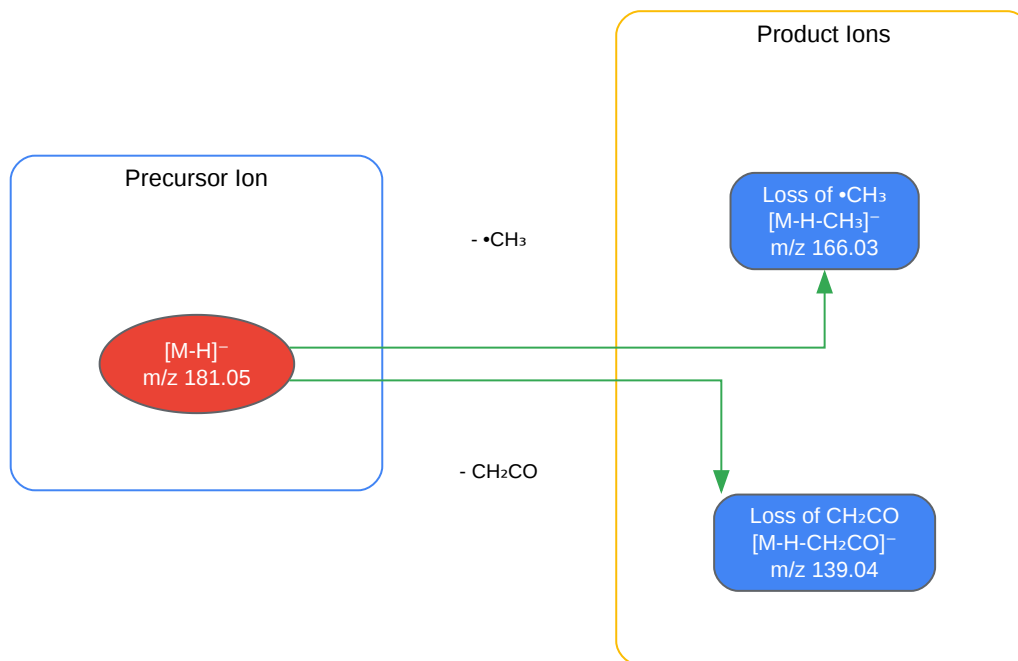 Product Ions
Precursor Ion
Loss of •CH₃
[M-H-CH₃]⁻
m/z 166.03
- •CH₃
[M-H]⁻
m/z 181.05
- CH₂CO
Loss of CH₂CO
[M-H-CH₂CO]⁻
m/z 139.04